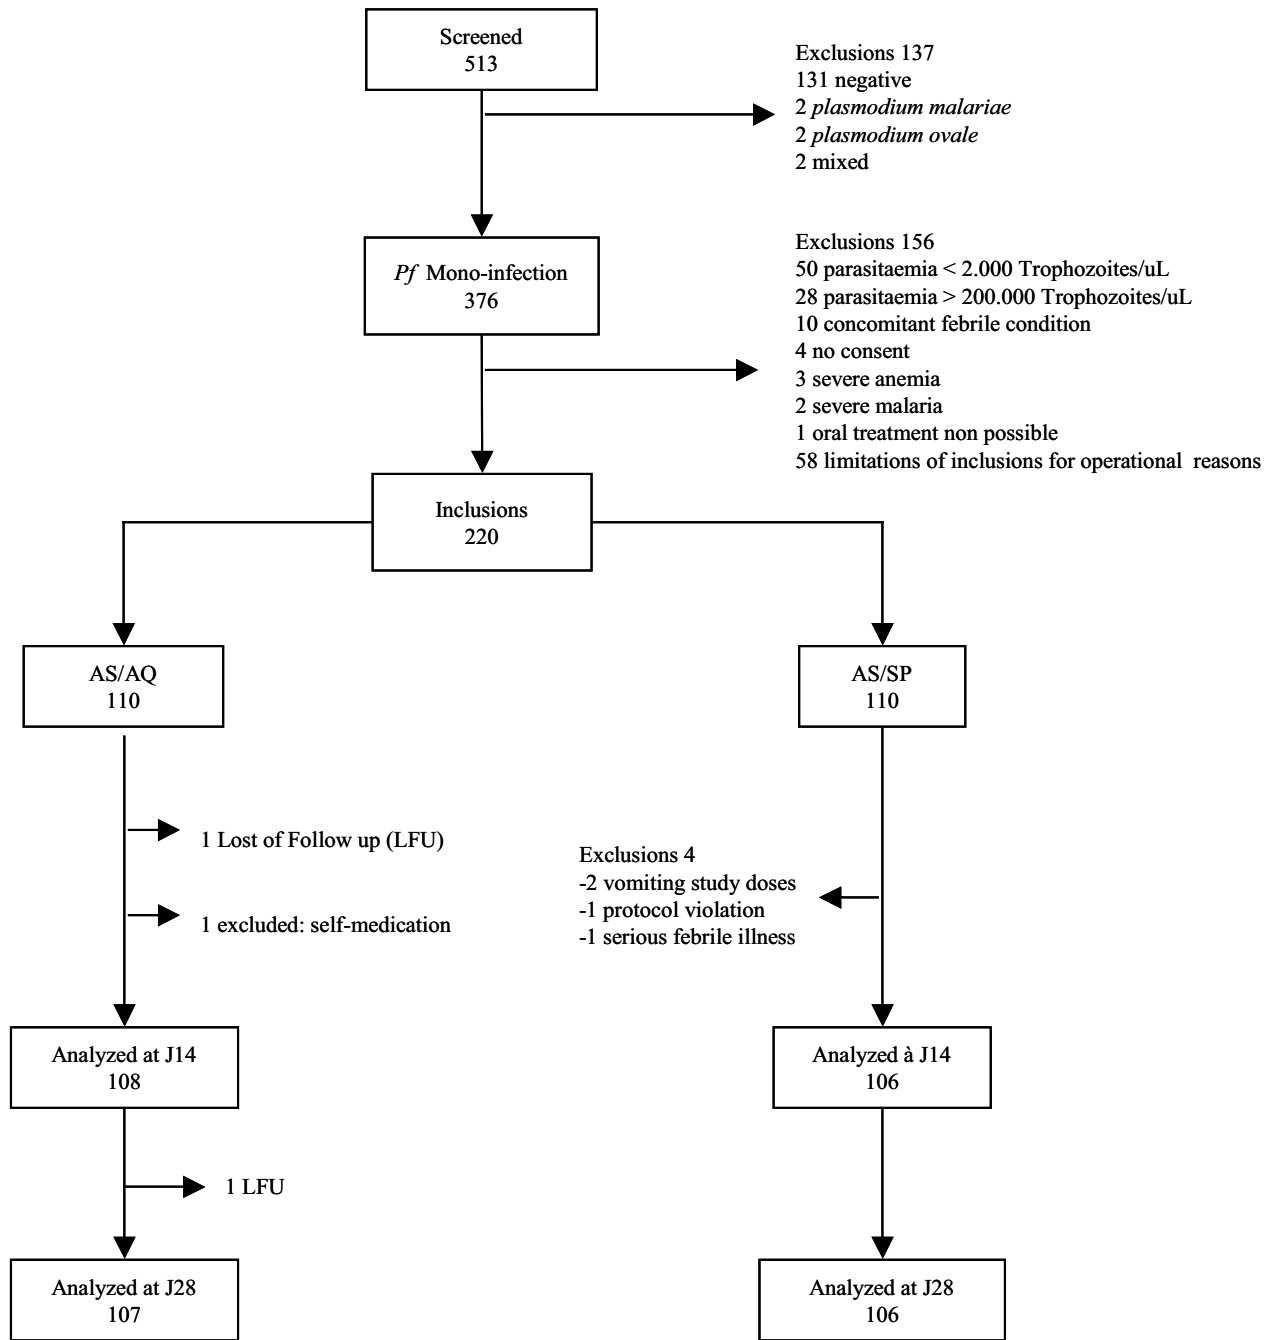 Screened
513
Exclusions 137
131 negative
2 plasmodium malariae
2 plasmodium ovale
2 mixed
Pf Mono-infection
376
Exclusions 156
50 parasitaemia < 2.000 Trophozoites/uL
28 parasitaemia > 200.000 Trophozoites/uL
10 concomitant febrile condition
4 no consent
3 severe anemia
2 severe malaria
1 oral treatment non possible
58 limitations of inclusions for operational reasons
Inclusions
220
AS/AQ
110
AS/SP
110
1 Lost of Follow up (LFU)
1 excluded: self-medication
Exclusions 4
-2 vomiting study doses
-1 protocol violation
-1 serious febrile illness
Analyzed at J14
108
Analyzed à J14
106
1 LFU
Analyzed at J28
107
Analyzed at J28
106